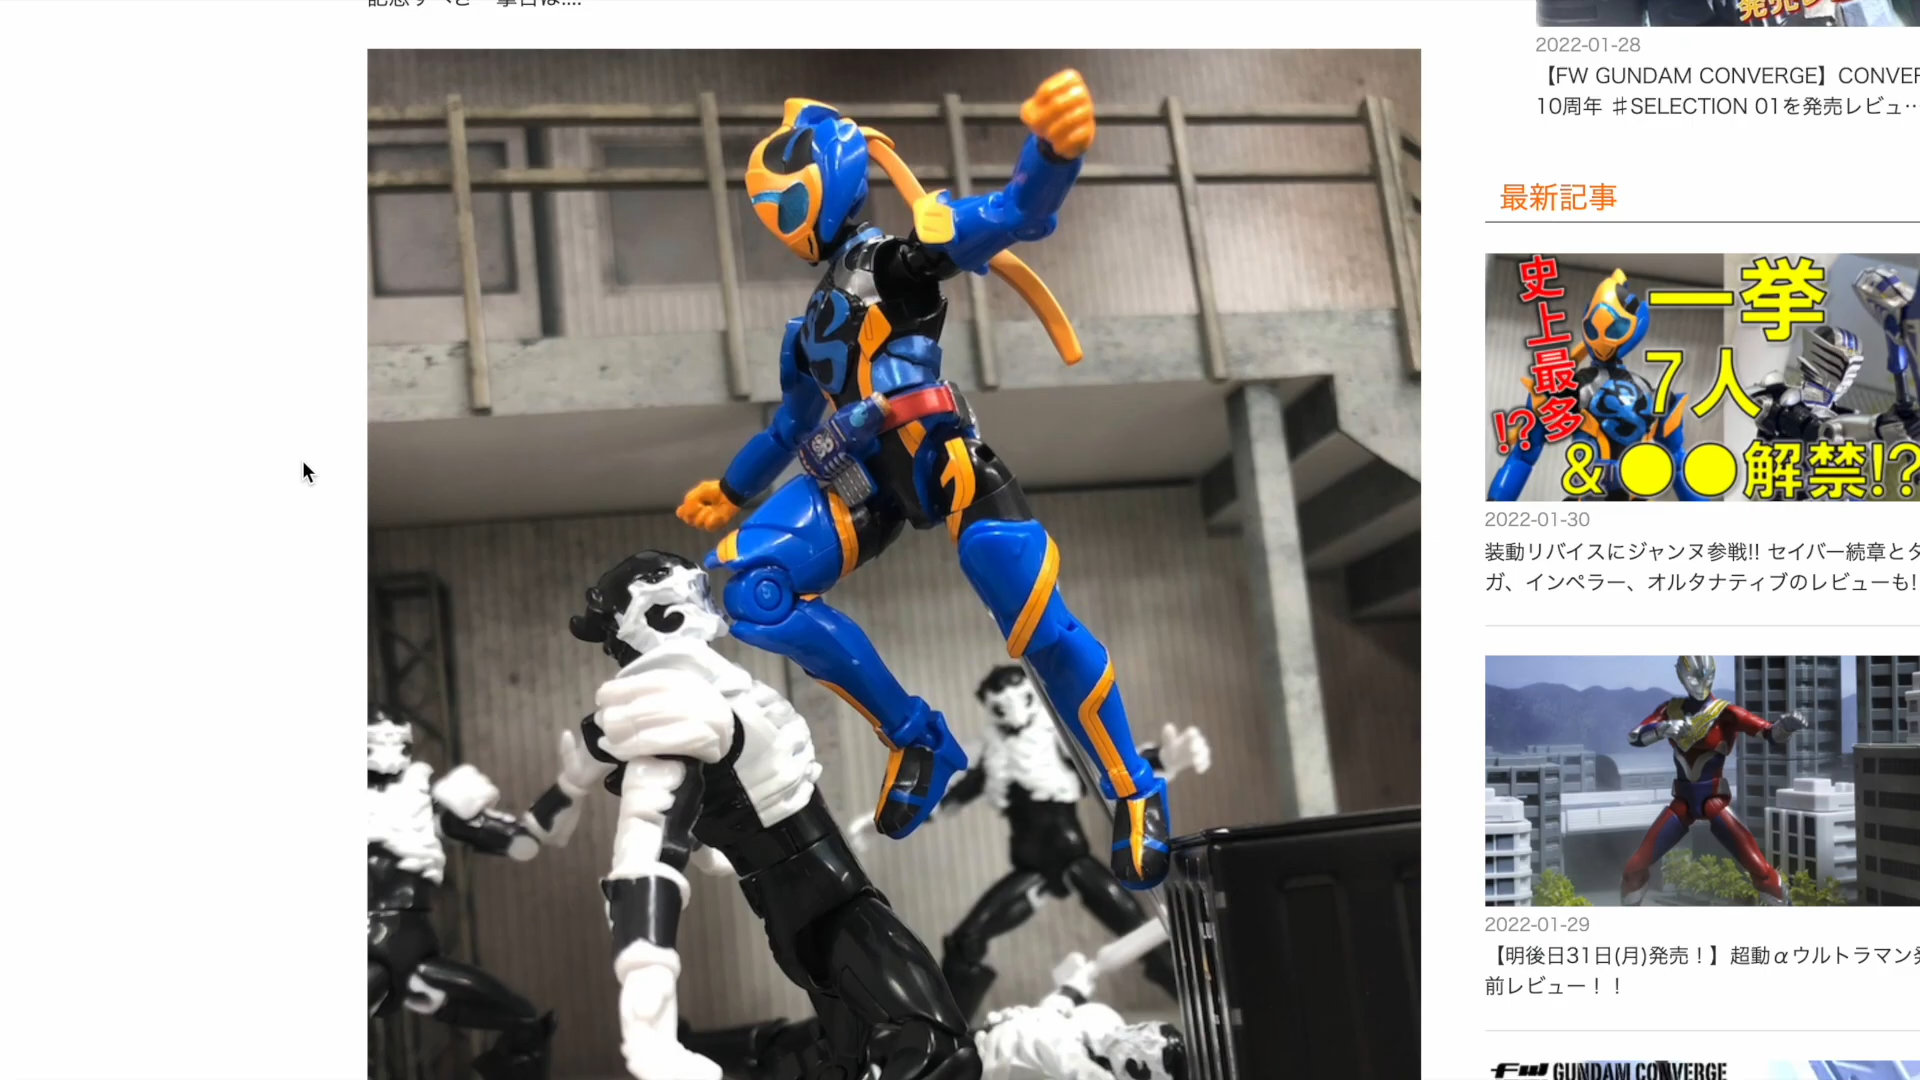 2022-01-28
【FW GUNDAM CONVERGE】CONVER
10周年 ♯SELECTION 01を発売レビュ…
最新記事
史上最多!?
一挙
7人
&●●解禁!?
2022-01-30
装動リバイスにジャンヌ参戦!! セイバー続章とタ
ガ、インペラー、オルタナティブのレビューも!
2022-01-29
【明後日31日(月)発売！】超動αウルトラマン発
前レビュー！！
FW GUNDAM CONVERGE